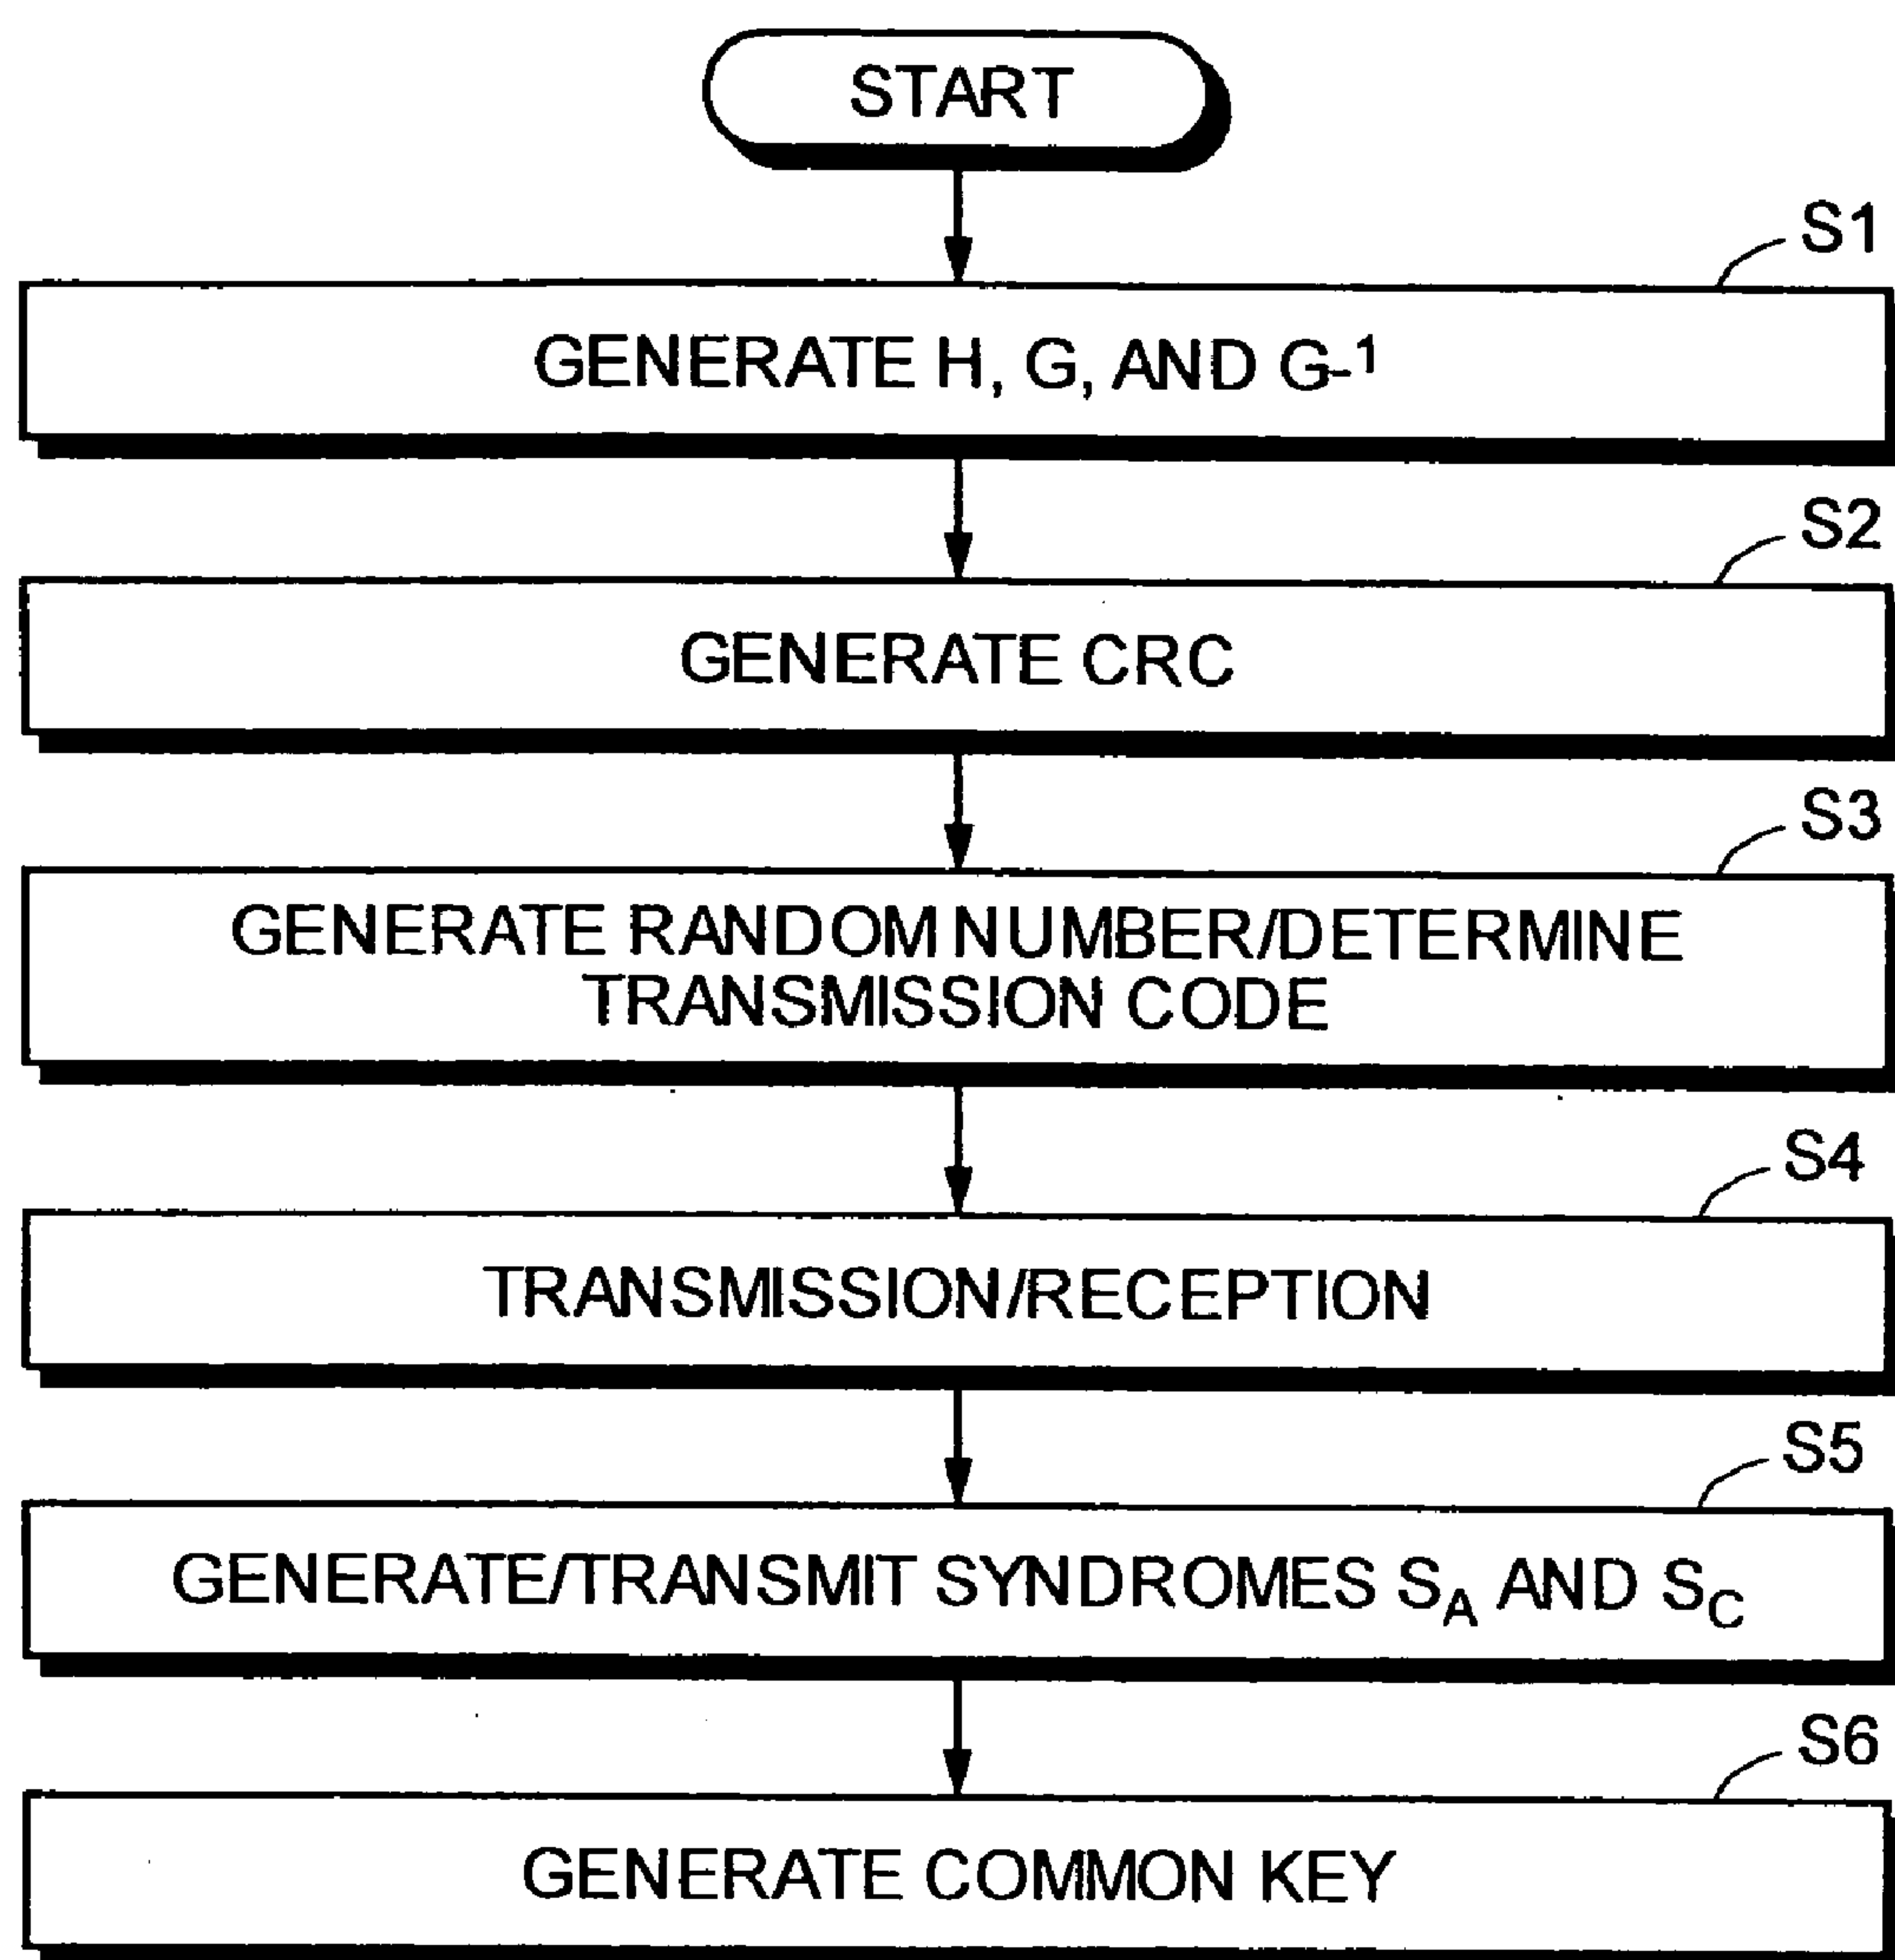 START
S1
GENERATE H, G, AND G-1
S2
GENERATE CRC
S3
GENERATE RANDOM NUMBER/DETERMINE
TRANSMISSION CODE
S4
TRANSMISSION/RECEPTION
S5
GENERATE/TRANSMIT SYNDROMES SA AND SC
S6
GENERATE COMMON KEY